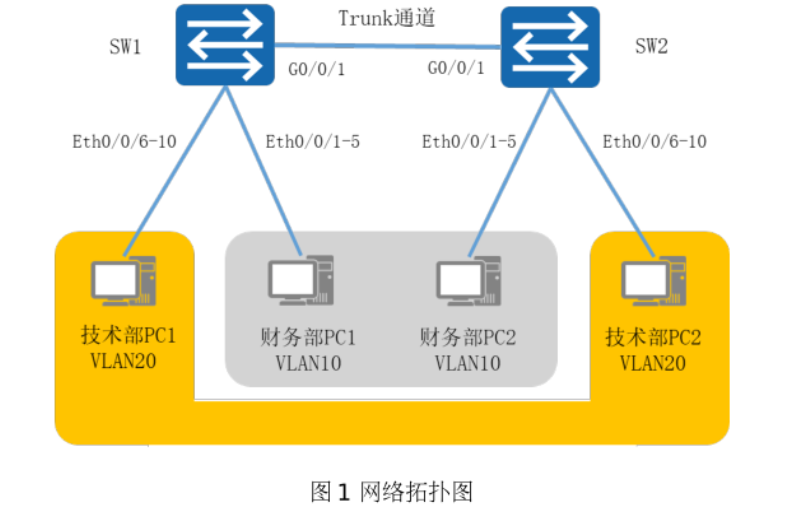 Trunk通道
SW1
SW2
G0/0/1
G0/0/1
Eth0/0/6-10
Eth0/0/1-5
Eth0/0/1-5
Eth0/0/6-10
技术部PC1
VLAN20
财务部PC1
VLAN10
财务部PC2
VLAN10
技术部PC2
VLAN20
图 1 网络拓扑图